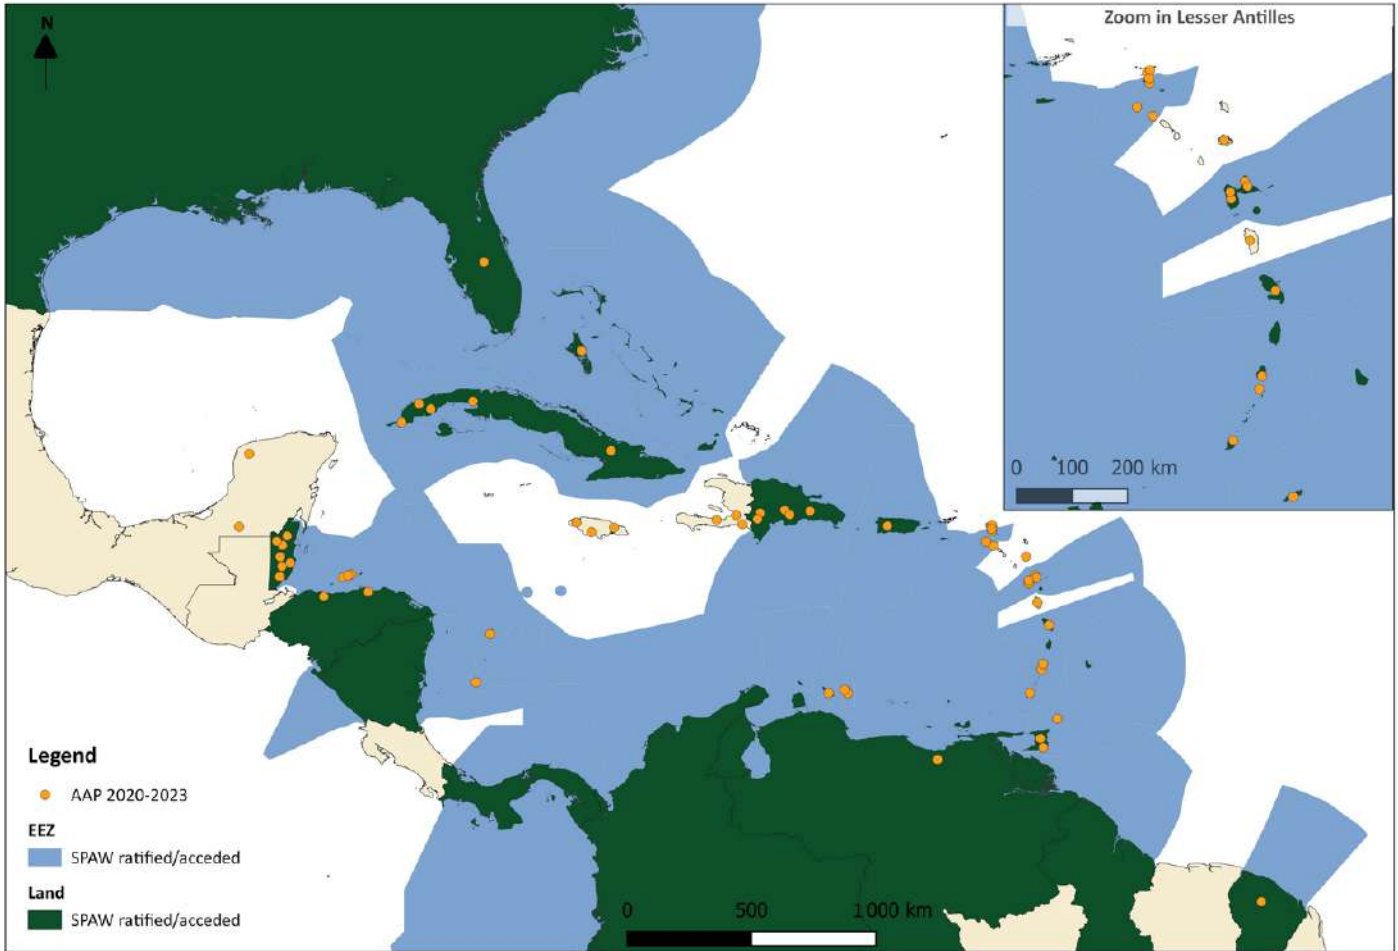 N
Zoom in Lesser Antilles
0 100 200 km
Legend
AAP 2020-2023
EEZ
SPAW ratified/acceded
Land
SPAW ratified/acceded
0 500 1 000 km